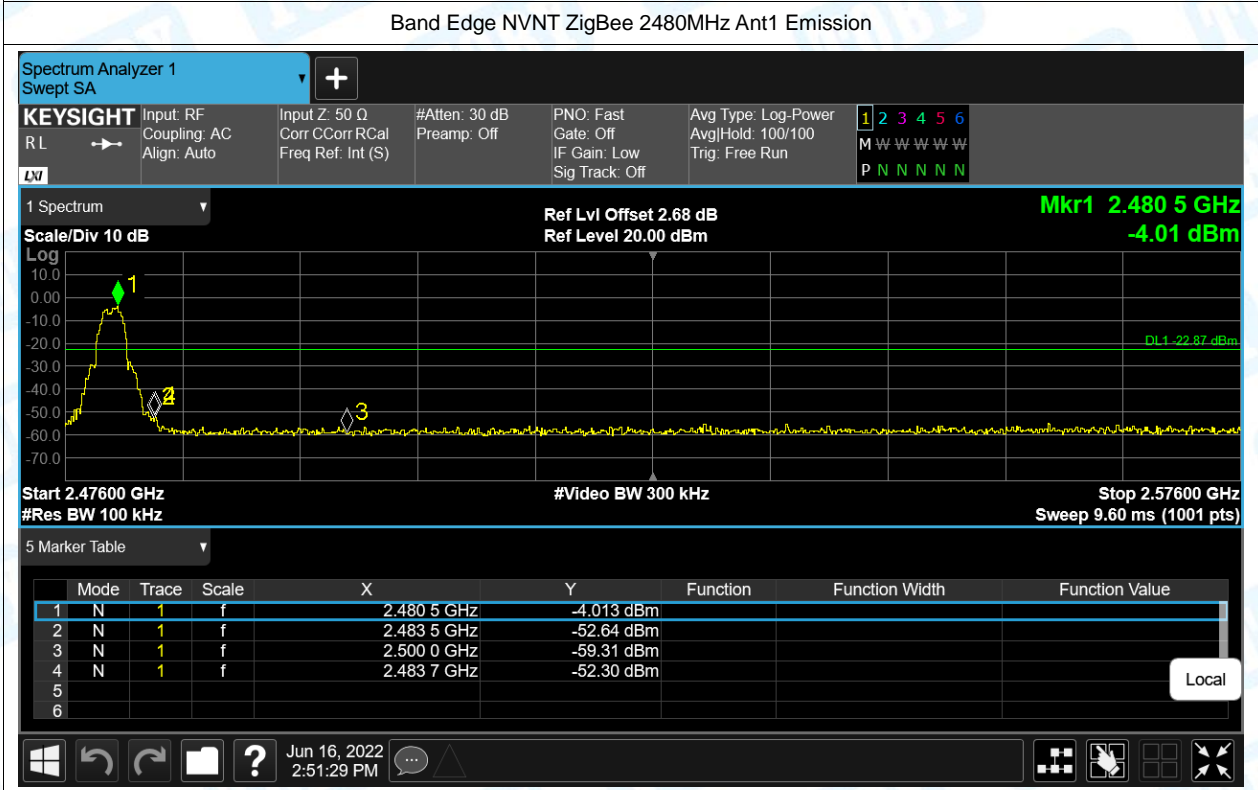 Band Edge NVNT ZigBee 2480MHz Ant1 Emission
Spectrum Analyzer 1
Swept SA
KEYSIGHT
R L
LXI
Input: RF
Coupling: AC
Align: Auto
Input Z: 50 Ω
Corr CCorr RCal
Freq Ref: Int (S)
#Atten: 30 dB
Preamp: Off
PNO: Fast
Gate: Off
IF Gain: Low
Sig Track: Off
Avg Type: Log-Power
Avg|Hold: 100/100
Trig: Free Run
1 2 3 4 5 6
M W W W W W
P N N N N N
1 Spectrum
Scale/Div 10 dB
Ref Lvl Offset 2.68 dB
Ref Level 20.00 dBm
Mkr1 2.480 5 GHz
-4.01 dBm
Log
10.0
0.00
-10.0
-20.0
-30.0
-40.0
-50.0
-60.0
-70.0
1
2
4
3
DL1 -22.87 dBm
Start 2.47600 GHz
#Video BW 300 kHz
Stop 2.57600 GHz
#Res BW 100 kHz
Sweep 9.60 ms (1001 pts)
5 Marker Table
Mode Trace Scale X Y Function Function Width Function Value
1 N 1 f 2.480 5 GHz -4.013 dBm
2 N 1 f 2.483 5 GHz -52.64 dBm
3 N 1 f 2.500 0 GHz -59.31 dBm
4 N 1 f 2.483 7 GHz -52.30 dBm
5
6
Local
?
Jun 16, 2022
2:51:29 PM